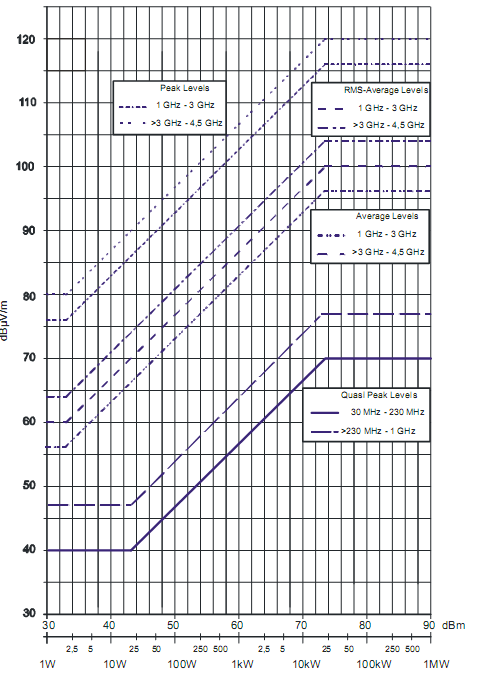 120
110
100
90
80
70
60
50
40
30
dBµV/m
Peak Levels
1 GHz - 3 GHz
>3 GHz - 4,5 GHz
RMS-Average Levels
1 GHz - 3 GHz
>3 GHz - 4,5 GHz
Average Levels
1 GHz - 3 GHz
>3 GHz - 4,5 GHz
Quasi Peak Levels
30 MHz - 230 MHz
>230 MHz - 1 GHz
30 40 50 60 70 80 90 dBm
2,5 5 25 50 250 500 2,5 5 25 50 250 500
1W 10W 100W 1kW 10kW 100kW 1MW